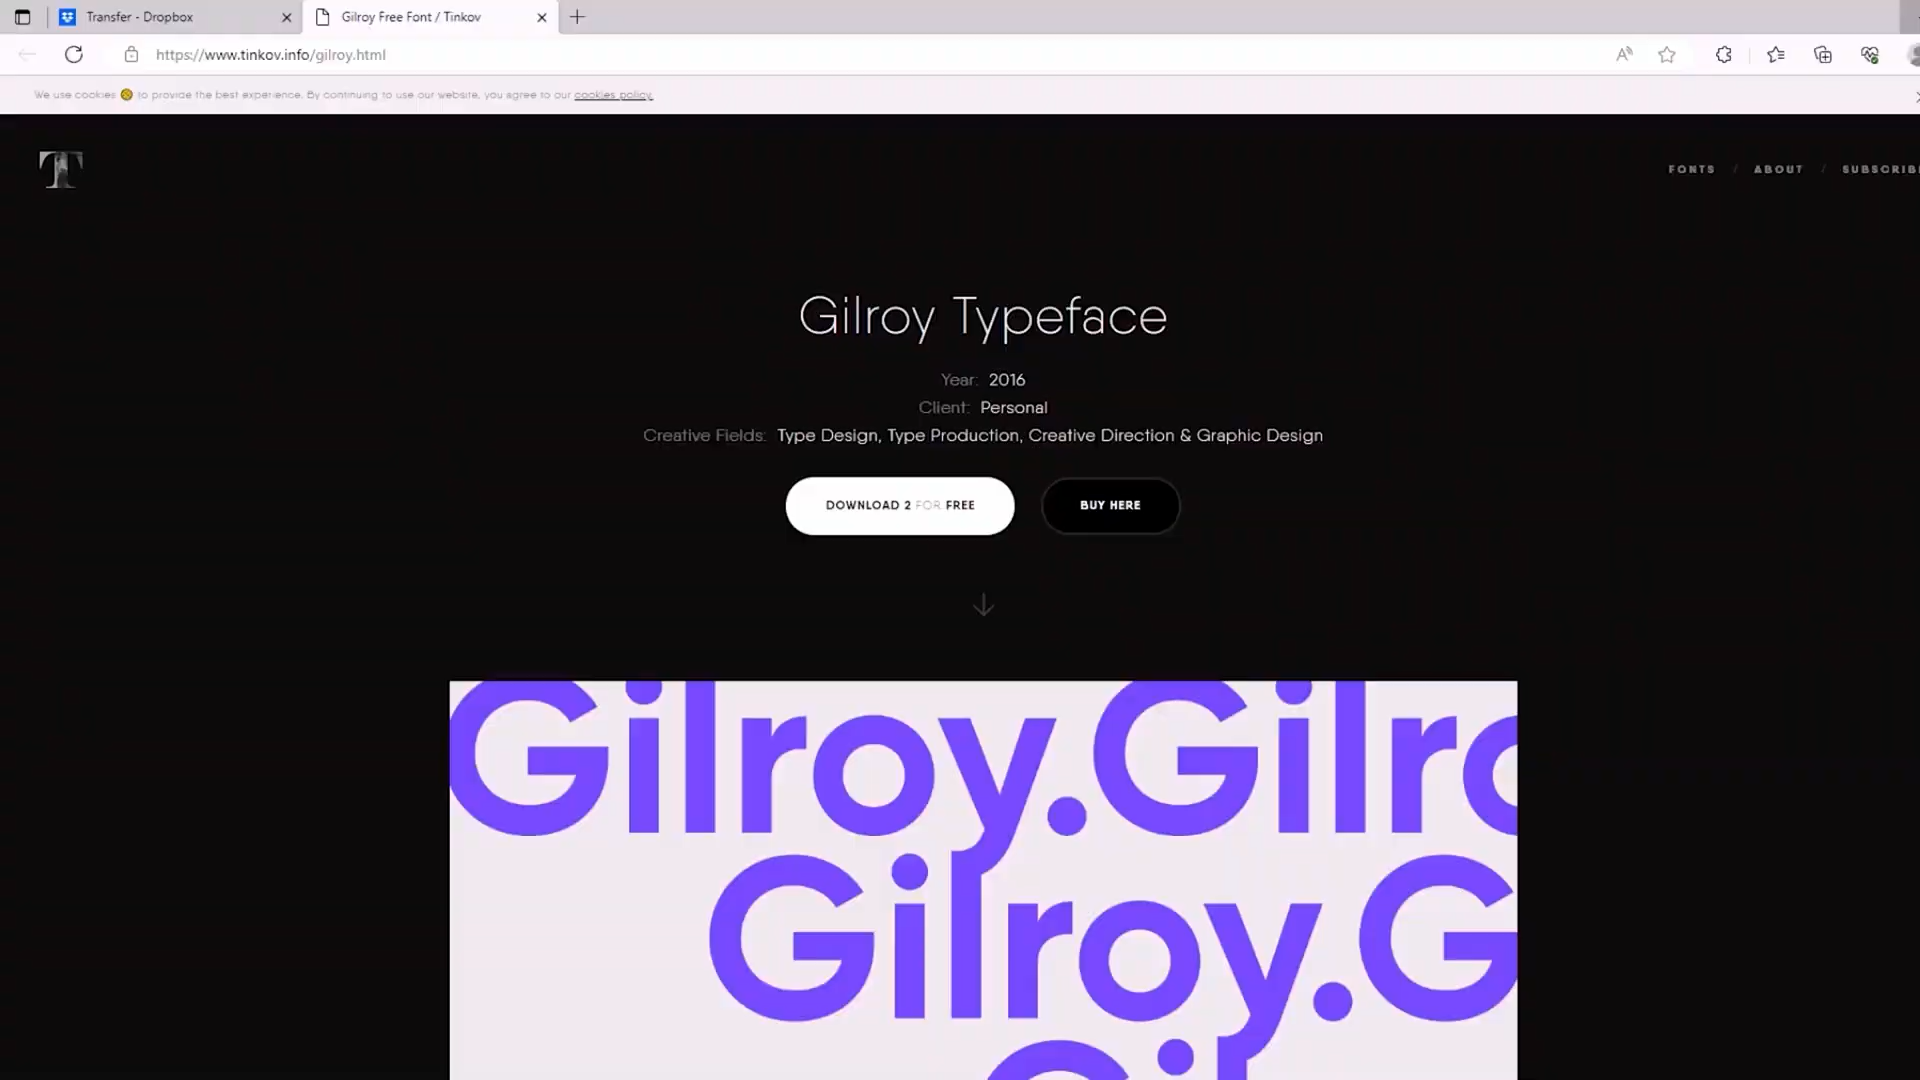 Transfer - Dropbox
Gilroy Free Font / Tinkov
https://www.tinkov.info/gilroy.html
We use cookies to provide the best experience. By continuing to use our website, you agree to our cookies policy.
T
FONTS / ABOUT / SUBSCRIBE
Gilroy Typeface
Year: 2016
Client: Personal
Creative Fields: Type Design, Type Production, Creative Direction & Graphic Design
DOWNLOAD 2 FOR FREE
BUY HERE
Gilroy.Gilro
Gilroy.G
Gil